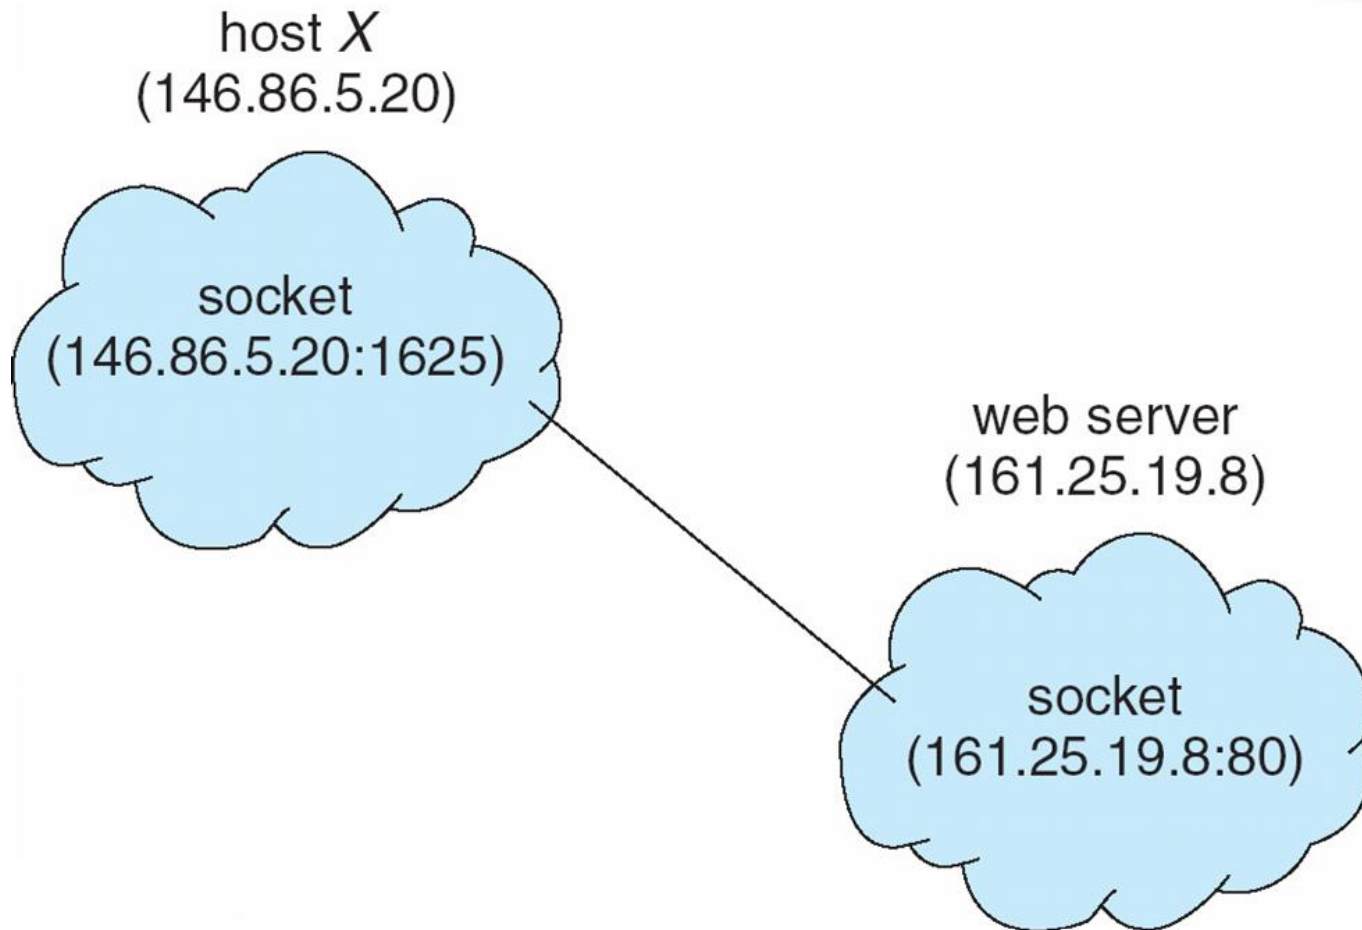 host X
(146.86.5.20)
socket
(146.86.5.20:1625)
web server
(161.25.19.8)
socket
(161.25.19.8:80)